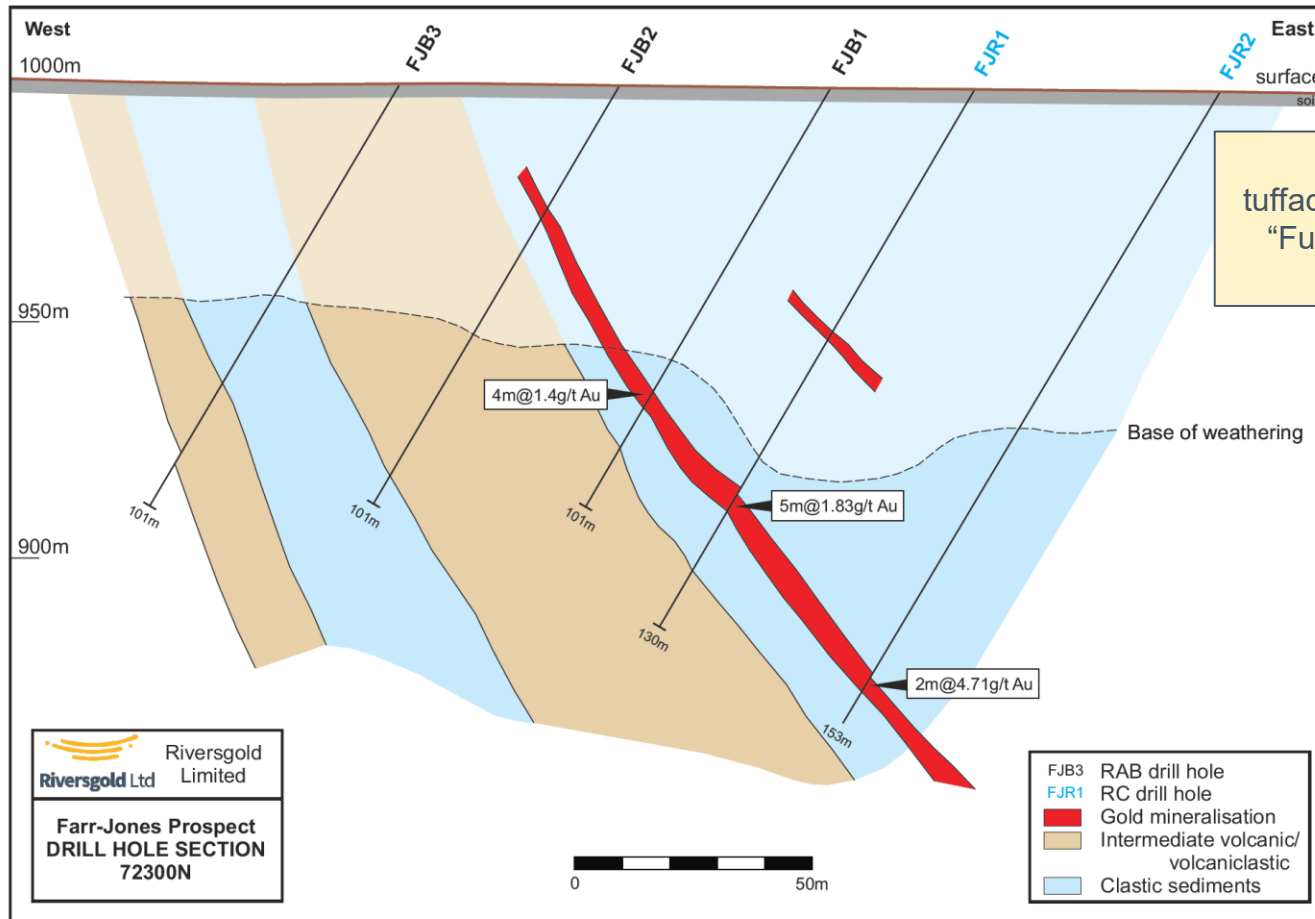 West
East
FJB3
FJB2
FJB1
FJR1
FJR2
1000m
surface
soi
tuffac
“Fu
950m
4m@1.4g/t Au
Base of weathering
5m@1.83g/t Au
101m
101m
101m
900m
130m
2m@4.71g/t Au
153m
Riversgold Ltd
Riversgold
Limited
Farr-Jones Prospect
DRILL HOLE SECTION
72300N
0
50m
FJB3 RAB drill hole
FJR1 RC drill hole
Gold mineralisation
Intermediate volcanic/
volcaniclastic
Clastic sediments